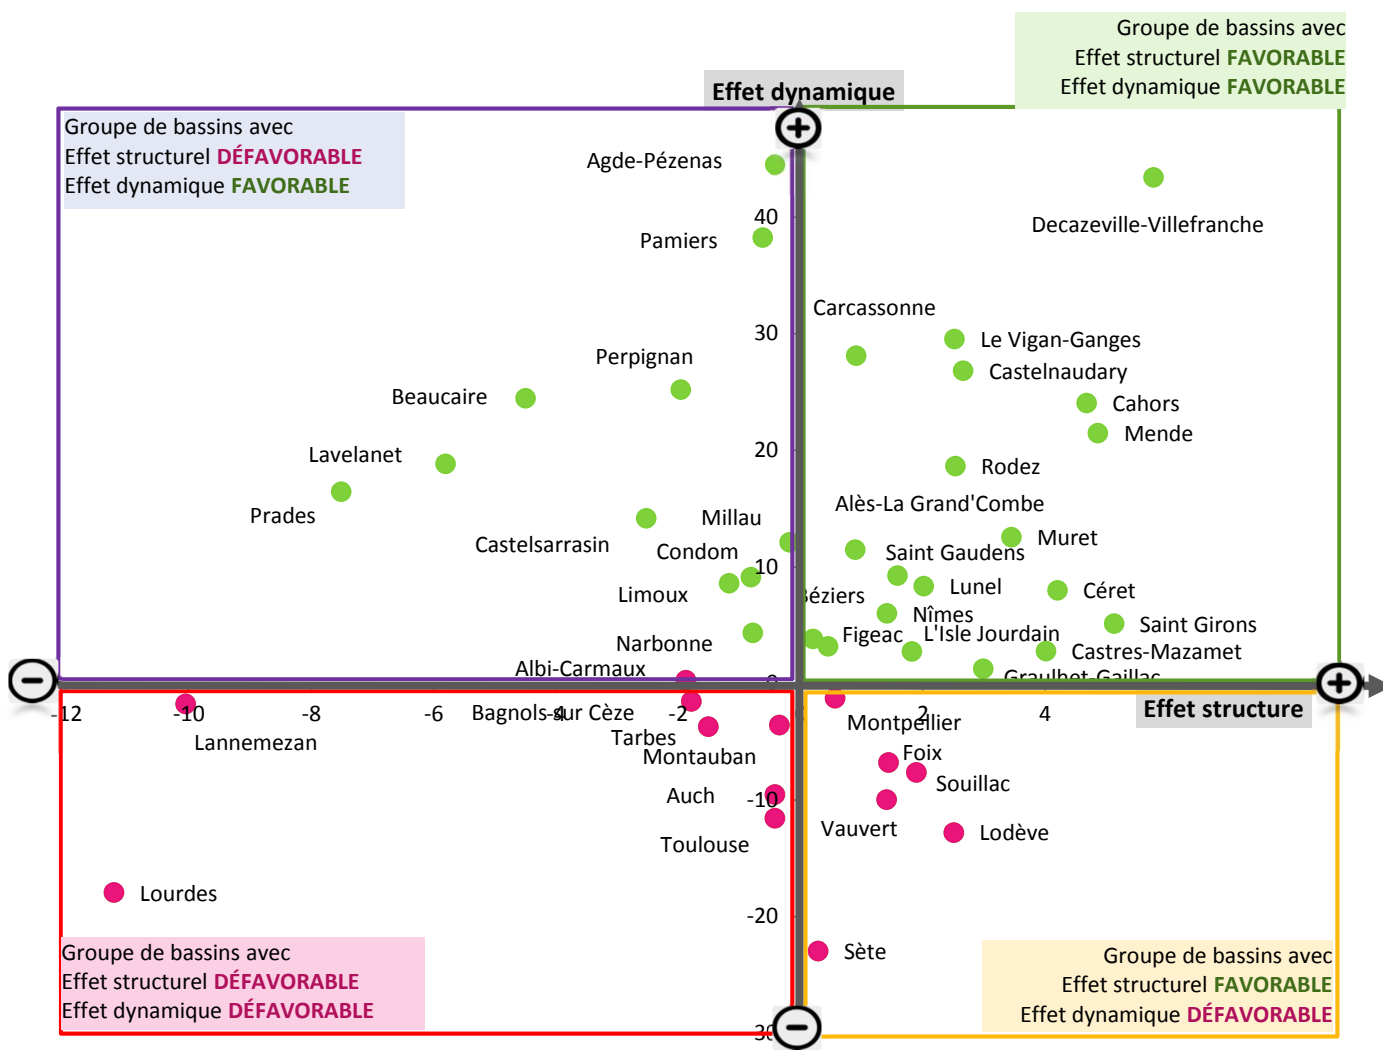 Groupe de bassins avec
Effet structurel FAVORABLE
Effet dynamique FAVORABLE
Effet dynamique
+
Groupe de bassins avec
Effet structurel DÉFAVORABLE
Effet dynamique FAVORABLE
Agde-Pézenas
Decazeville-Villefranche
40
Pamiers
Carcassonne
30
Le Vigan-Ganges
Perpignan
Castelnaudary
Beaucaire
Cahors
Mende
20
Lavelanet
Rodez
Alès-La Grand'Combe
Prades
Millau
Muret
Castelsarrasin
Condom
Saint Gaudens
10
Limoux
Béziers
Lunel
Céret
Nîmes
Saint Girons
Narbonne
Figeac
L'Isle Jourdain
Castres-Mazamet
Albi-Carmaux
Graulhet-Gaillac
0
−
+
-12
-10
-8
-6
-4
-2
4
Effet structure
Bagnols sur Cèze
Lannemezan
Tarbes
Montpellier
Montauban
Foix
Souillac
Auch
-10
Vauvert
Lodève
Toulouse
Lourdes
-20
Sète
Groupe de bassins avec
Effet structurel DÉFAVORABLE
Effet dynamique DÉFAVORABLE
Groupe de bassins avec
Effet structurel FAVORABLE
Effet dynamique DÉFAVORABLE
−